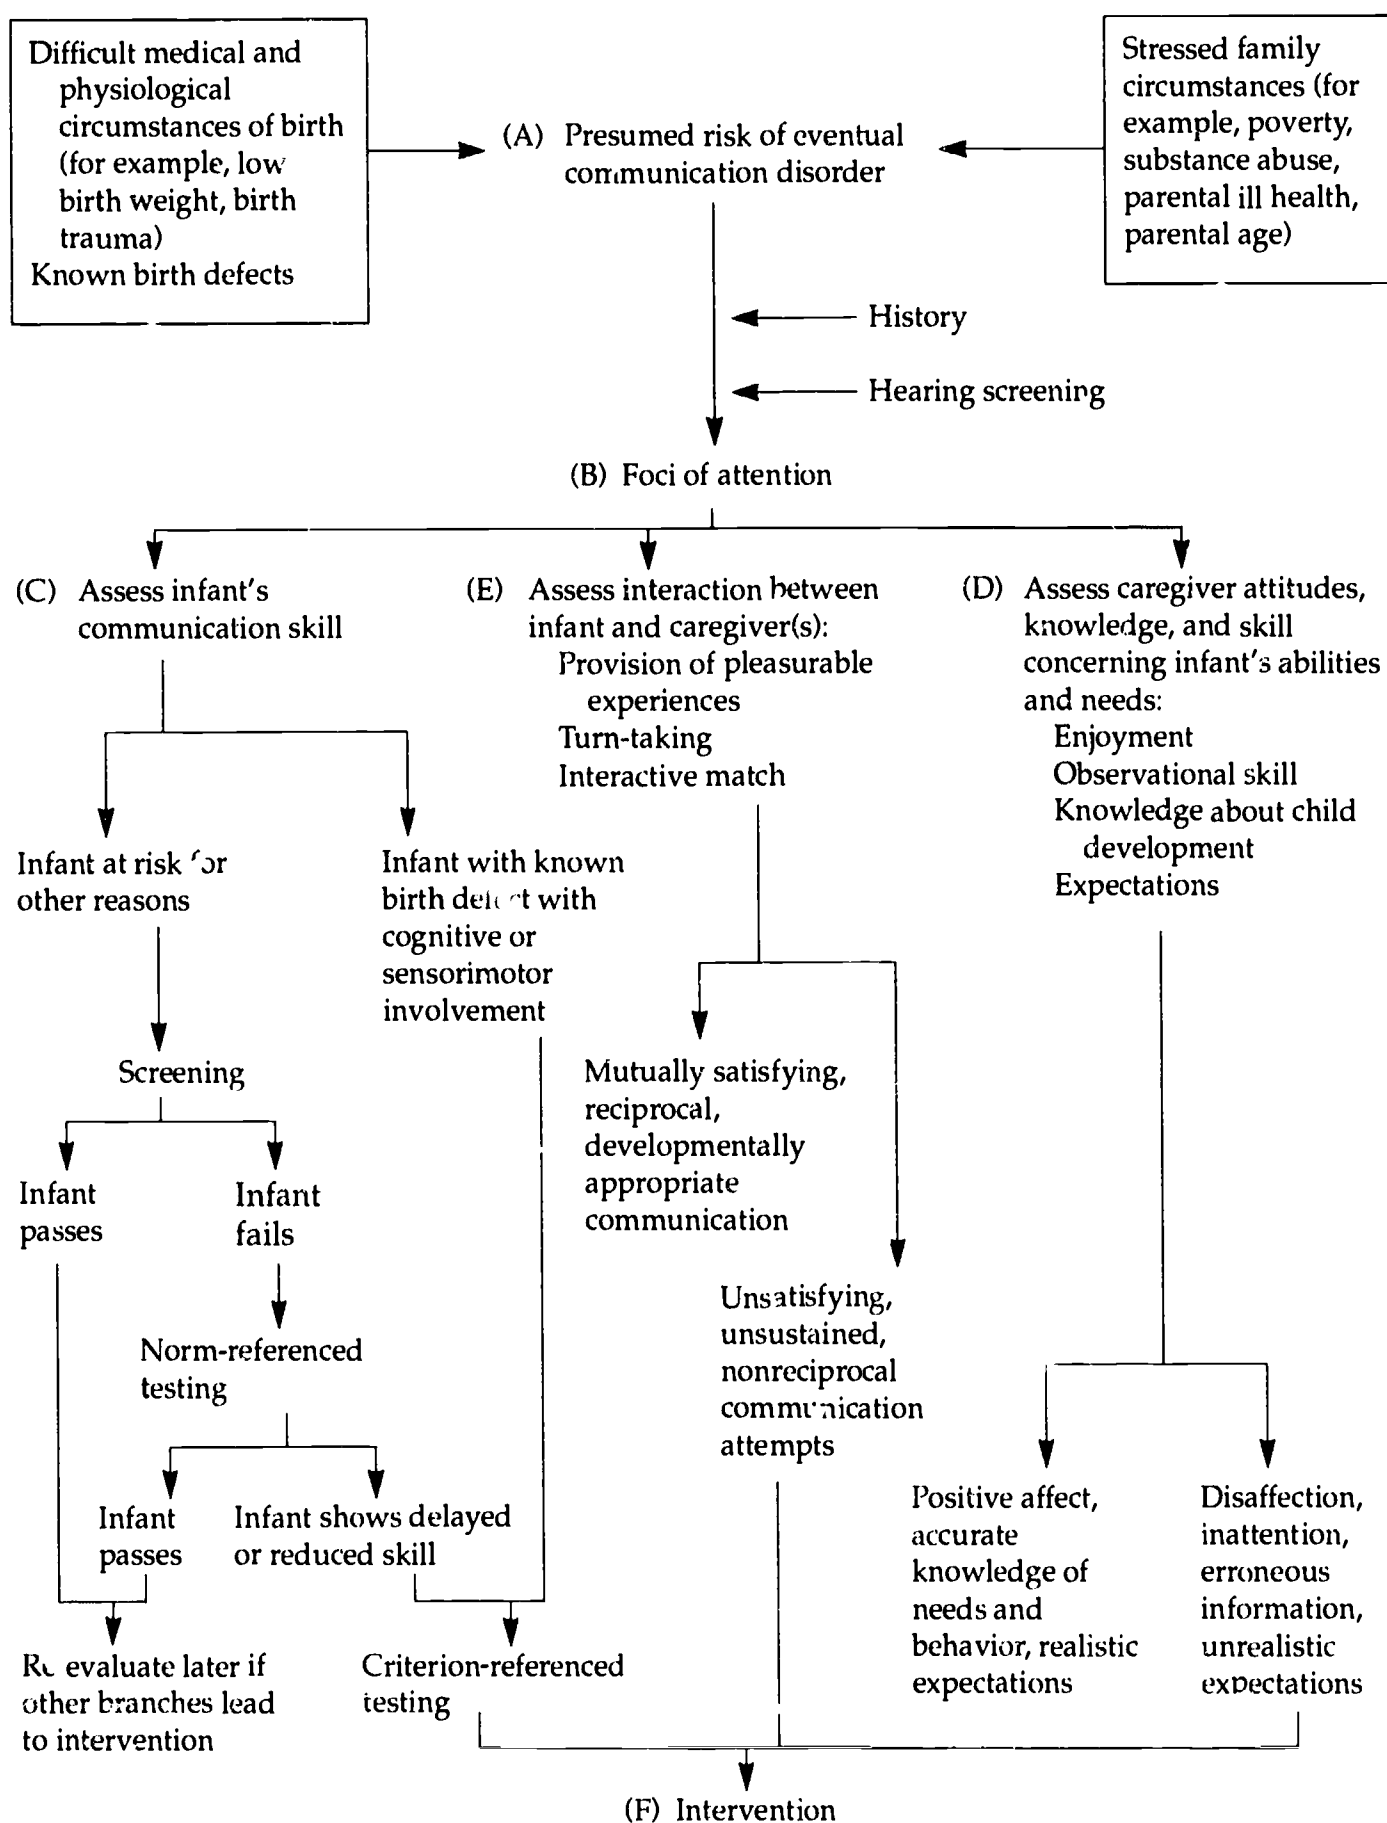 Difficult medical and
physiological
circumstances of birth
(for example, low
birth weight, birth
trauma)
Known birth defects
(A) Presumed risk of eventual
communication disorder
Stressed family
circumstances (for
example, poverty,
substance abuse,
parental ill health,
parental age)
History
Hearing screening
(B) Foci of attention
(C) Assess infant's
communication skill
(E) Assess interaction between
infant and caregiver(s):
Provision of pleasurable
experiences
Turn-taking
Interactive match
(D) Assess caregiver attitudes,
knowledge, and skill
concerning infant's abilities
and needs:
Enjoyment
Observational skill
Knowledge about child
development
Expectations
Infant at risk for
other reasons
Infant with known
birth defect with
cognitive or
sensorimotor
involvement
Screening
Infant
passes
Infant
fails
Mutually satisfying,
reciprocal,
developmentally
appropriate
communication
Unsatisfying,
unsustained,
nonreciprocal
communication
attempts
Norm-referenced
testing
Infant
passes
Infant shows delayed
or reduced skill
Positive affect,
accurate
knowledge of
needs and
behavior, realistic
expectations
Disaffection,
inattention,
erroneous
information,
unrealistic
expectations
Re evaluate later if
other branches lead
to intervention
Criterion-referenced
testing
(F) Intervention